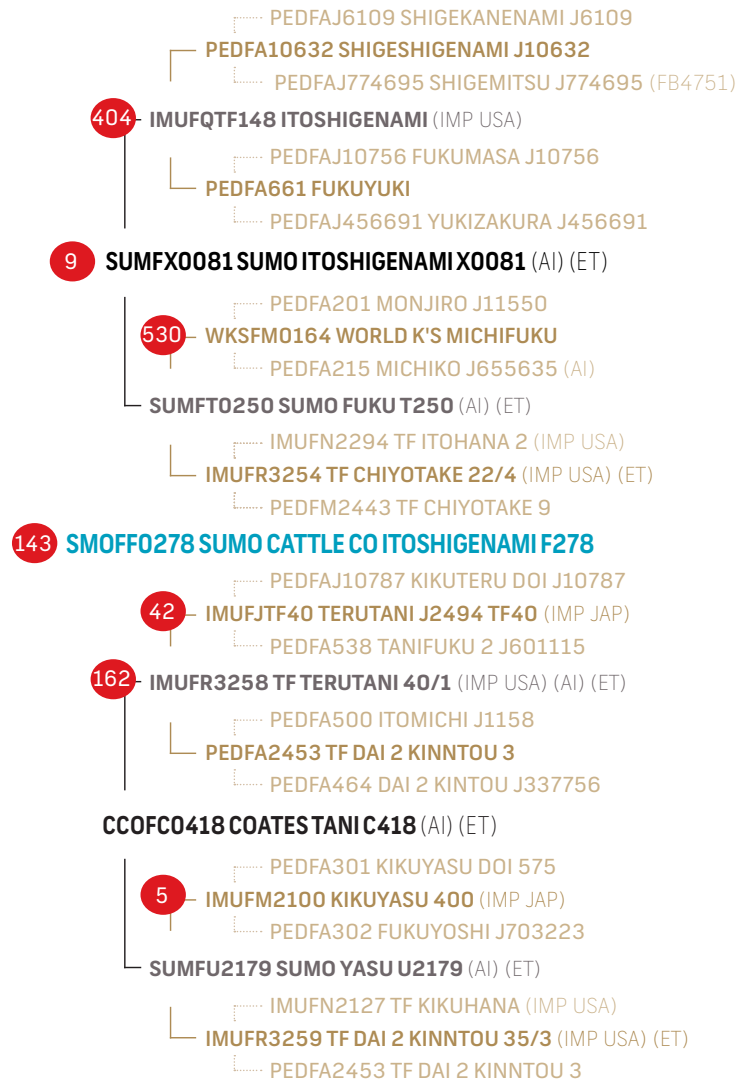 PEDFAJ6109 SHIGEKANENAMI J6109
PEDFA10632 SHIGESHIGENAMI J10632
PEDFAJ774695 SHIGEMITSU J774695 (FB4751)
404 IMUFQTF148 ITOSHIGENAMI (IMP USA)
PEDFAJ10756 FUKUMASA J10756
PEDFA661 FUKUYUKI
PEDFAJ456691 YUKIZAKURA J456691
9 SUMFX0081 SUMO ITOSHIGENAMI X0081 (AI) (ET)
PEDFA201 MONJIRO J11550
530 WKSFM0164 WORLD K'S MICHIFUKU
PEDFA215 MICHIKO J655635 (AI)
SUMFT0250 SUMO FUKU T250 (AI) (ET)
IMUFN2294 TF ITOHANA 2 (IMP USA)
IMUFR3254 TF CHIYOTAKE 22/4 (IMP USA) (ET)
PEDFM2443 TF CHIYOTAKE 9
143 SMOFF0278 SUMO CATTLE CO ITOSHIGENAMI F278
PEDFAJ10787 KIKUTERU DOI J10787
42 IMUFJTF40 TERUTANI J2494 TF40 (IMP JAP)
PEDFA538 TANIFUKU 2 J601115
162 IMUFR3258 TF TERUTANI 40/1 (IMP USA) (AI) (ET)
PEDFA500 ITOMICHI J1158
PEDFA2453 TF DAI 2 KINNTOU 3
PEDFA464 DAI 2 KINTOU J337756
CCOFC0418 COATES TANI C418 (AI) (ET)
PEDFA301 KIKUYASU DOI 575
5 IMUFM2100 KIKUYASU 400 (IMP JAP)
PEDFA302 FUKUYOSHI J703223
SUMFU2179 SUMO YASU U2179 (AI) (ET)
IMUFN2127 TF KIKUHANA (IMP USA)
IMUFR3259 TF DAI 2 KINNTOU 35/3 (IMP USA) (ET)
PEDFA2453 TF DAI 2 KINNTOU 3